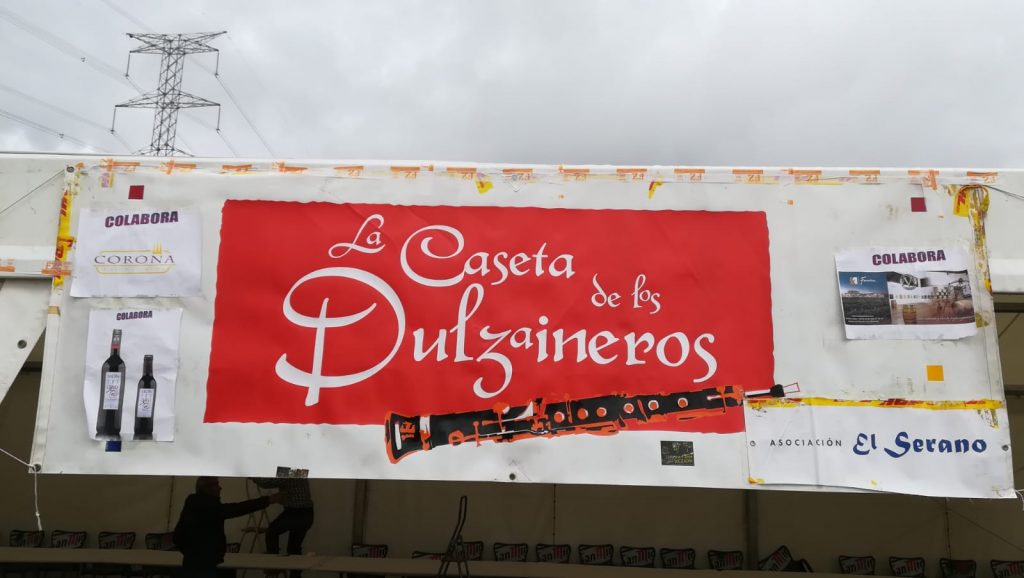 COLABORA
CORONA
COLABORA
La Caseta
de los
Dulzaineros
COLABORA
ASOCIACIÓN El Serano